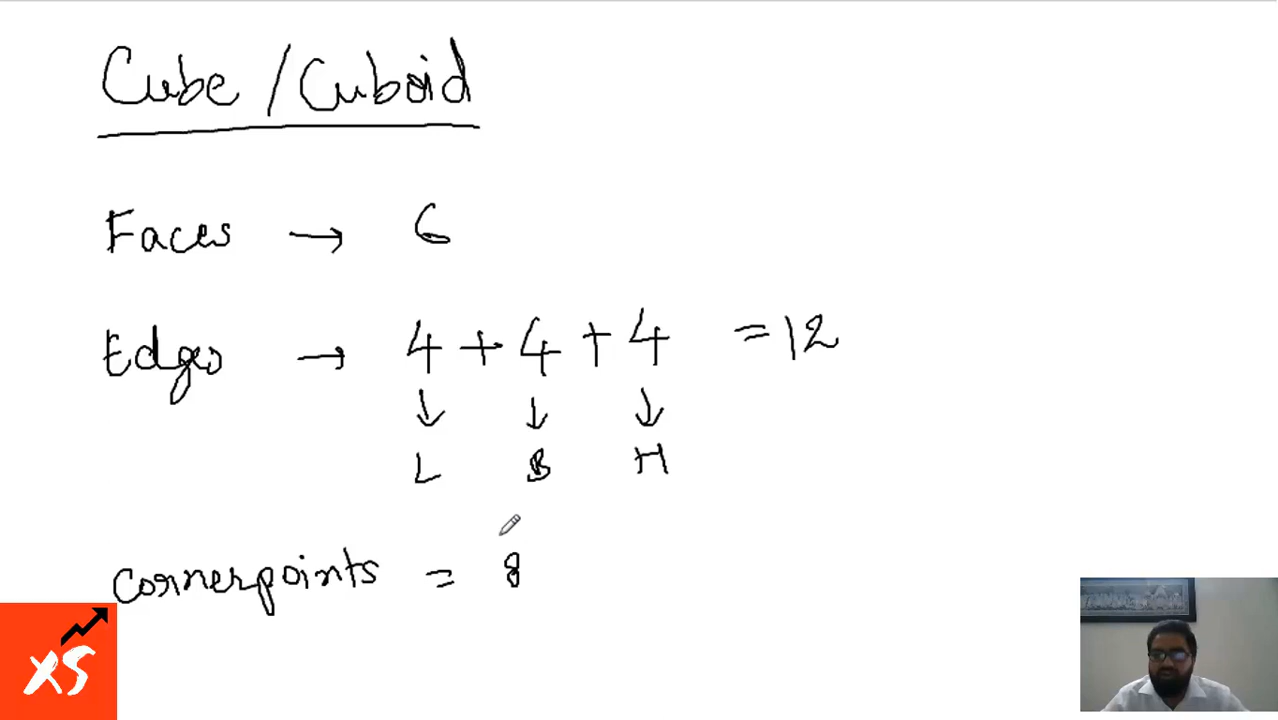 Cube / Cuboid
Faces → 6
Edges → 4 + 4 + 4 = 12
↓ ↓ ↓
L B H
cornerpoints = 8
XS